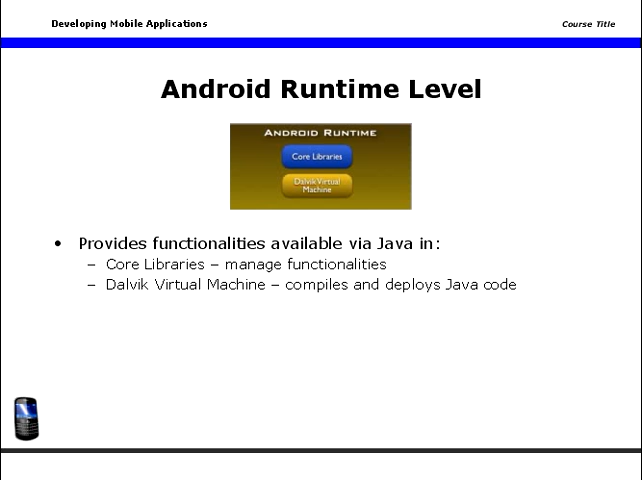 Developing Mobile Applications
Course Title
Android Runtime Level
ANDROID RUNTIME
Core Libraries
Dalvik Virtual
Machine
• Provides functionalities available via Java in:
– Core Libraries – manage functionalities
– Dalvik Virtual Machine – compiles and deploys Java code